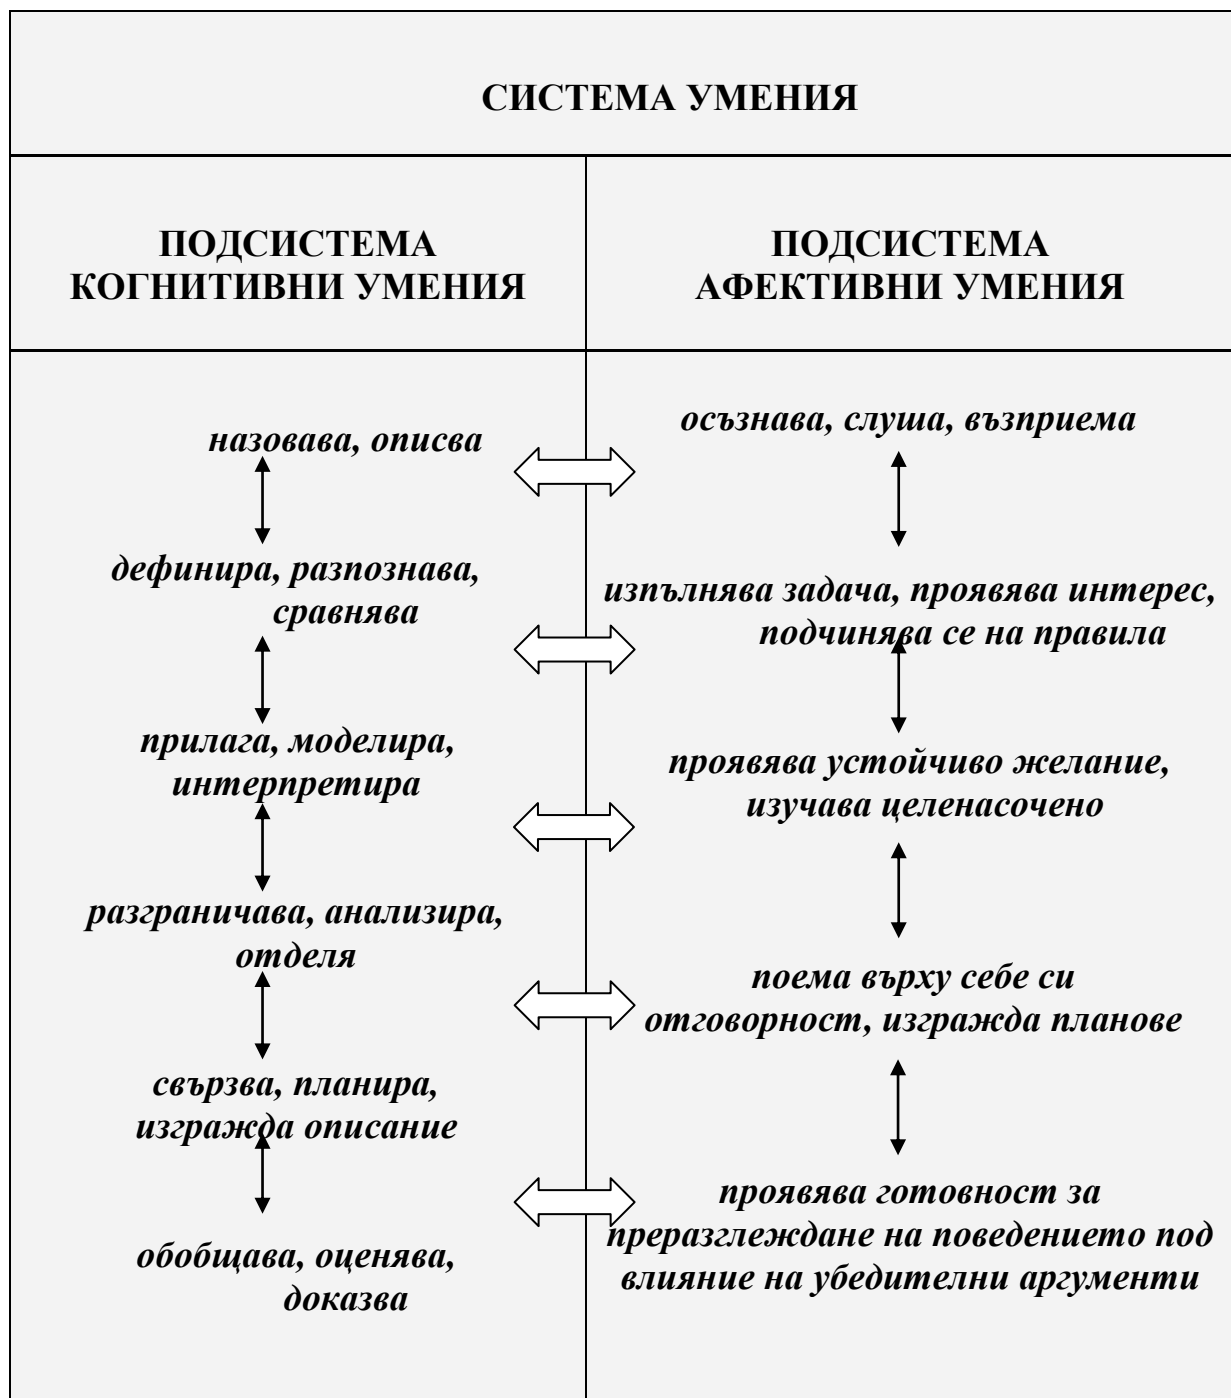 СИСТЕМА УМЕНИЯ
ПОДСИСТЕМА
КОГНИТИВНИ УМЕНИЯ
ПОДСИСТЕМА
АФЕКТИВНИ УМЕНИЯ
назовава, описва
дефинира, разпознава,
сравнява
прилага, моделира,
интерпретира
разграничава, анализира,
отделя
свързва, планира,
изгражда описание
обобщава, оценява,
доказва
осъзнава, слуша, възприема
изпълнява задача, проявява интерес,
подчинява се на правила
проявява устойчиво желание,
изучава целенасочено
поема върху себе си
отговорност, изгражда планове
проявява готовност за
преразглеждане на поведението под
влияние на убедителни аргументи